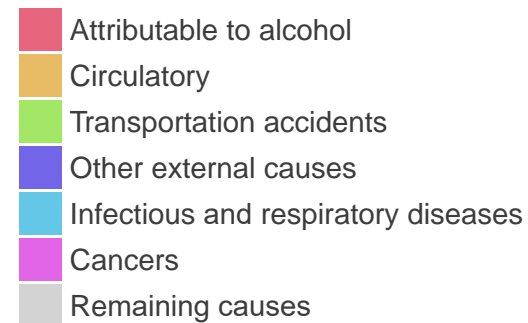 Attributable to alcohol
Circulatory
Transportation accidents
Other external causes
Infectious and respiratory diseases
Cancers
Remaining causes